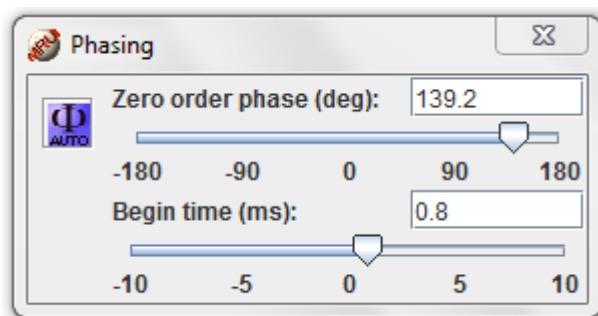 MRUI Phasing
Zero order phase (deg): 139.2
Φ
AUTO
-180 -90 0 90 180
Begin time (ms): 0.8
-10 -5 0 5 10